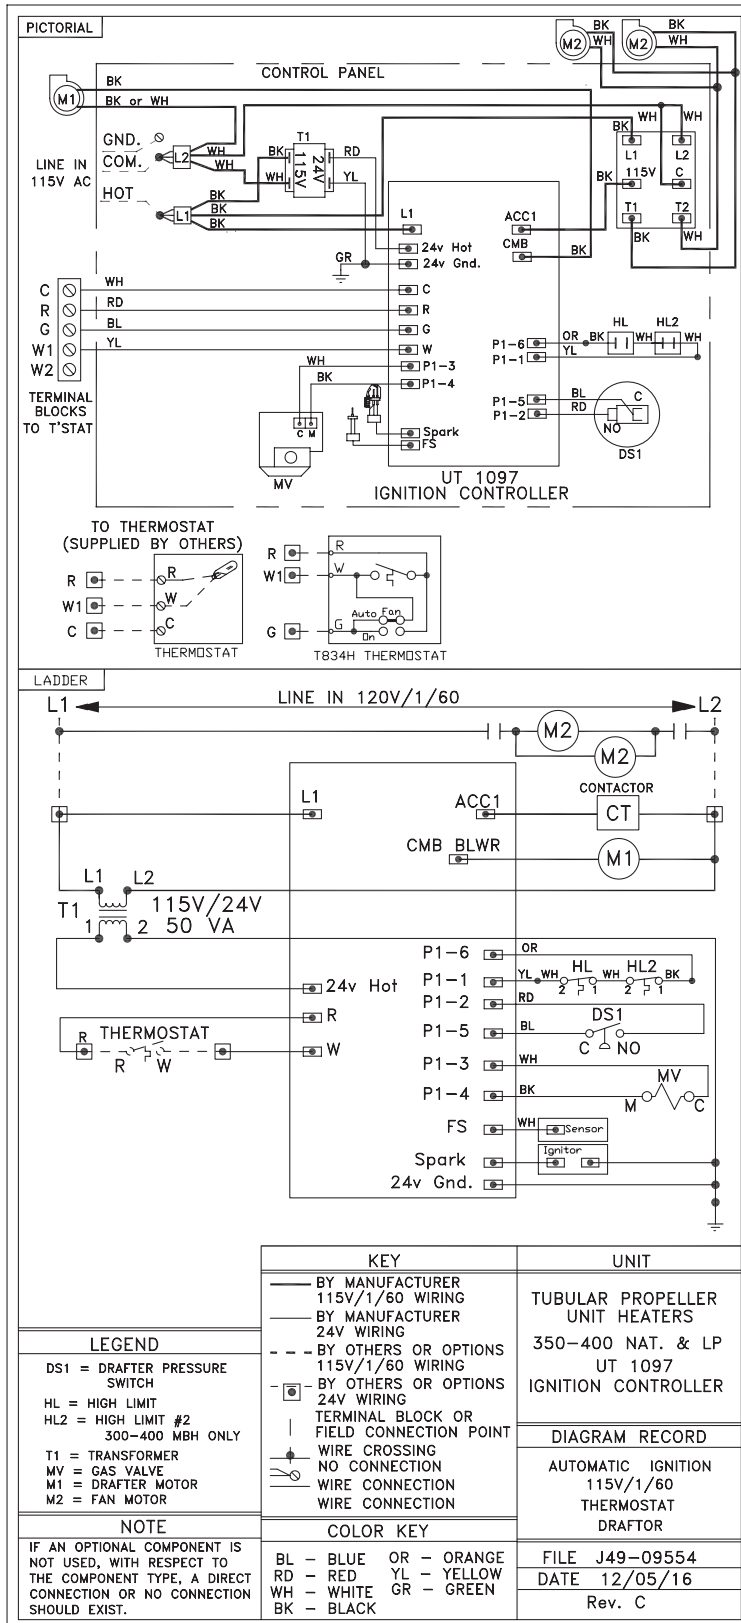 PICTORIAL
BK
WH
M2
BK
WH
M2
CONTROL PANEL
BK
BK or WH
M1
GND.
COM.
LINE IN
115V AC
HOT
L2
WH
WH
L1
BK
BK
BK
T1
BK
WH
115V
24V
RD
YL
GR
WH
WH
BK
L1
L2
115V
C
BK
T1
T2
BK
WH
L1
24v Hot
24v Gnd.
ACC1
CMB
BK
C
R
G
W1
W2
WH
RD
BL
YL
C
R
G
W
P1-3
P1-4
WH
BK
TERMINAL
BLOCKS
TO T'STAT
C M
MV
Spark
FS
P1-6
P1-1
OR
YL
BK
HL
WH
HL2
WH
P1-5
P1-2
BL
RD
C
NO
DS1
UT 1097
IGNITION CONTROLLER
TO THERMOSTAT
(SUPPLIED BY OTHERS)
R
W1
C
R
W
C
THERMOSTAT
R
W1
G
R
W
G
Auto Fan
On
T834H THERMOSTAT
LADDER
L1
LINE IN 120V/1/60
L2
M2
M2
L1
ACC1
CONTACTOR
CT
CMB BLWR
M1
L1 L2
T1
1 2
115V/24V
50 VA
24v Hot
R
W
R
THERMOSTAT
R W
P1-6
OR
P1-1
YL WH
HL
2 1
WH
HL2
2 1
BK
P1-2
RD
P1-5
BL
DS1
C NO
P1-3
WH
P1-4
BK
MV
M C
FS
WH
Sensor
Spark
Ignitor
24v Gnd.
KEY
BY MANUFACTURER
115V/1/60 WIRING
BY MANUFACTURER
24V WIRING
BY OTHERS OR OPTIONS
115V/1/60 WIRING
BY OTHERS OR OPTIONS
24V WIRING
TERMINAL BLOCK OR
FIELD CONNECTION POINT
WIRE CROSSING
NO CONNECTION
WIRE CONNECTION
WIRE CONNECTION
UNIT
TUBULAR PROPELLER
UNIT HEATERS
350-400 NAT. & LP
UT 1097
IGNITION CONTROLLER
LEGEND
DS1 = DRAFTER PRESSURE
SWITCH
HL = HIGH LIMIT
HL2 = HIGH LIMIT #2
300-400 MBH ONLY
T1 = TRANSFORMER
MV = GAS VALVE
M1 = DRAFTER MOTOR
M2 = FAN MOTOR
DIAGRAM RECORD
AUTOMATIC IGNITION
115V/1/60
THERMOSTAT
DRAFTOR
NOTE
IF AN OPTIONAL COMPONENT IS
NOT USED, WITH RESPECT TO
THE COMPONENT TYPE, A DIRECT
CONNECTION OR NO CONNECTION
SHOULD EXIST.
COLOR KEY
BL - BLUE OR - ORANGE
RD - RED YL - YELLOW
WH - WHITE GR - GREEN
BK - BLACK
FILE J49-09554
DATE 12/05/16
Rev. C